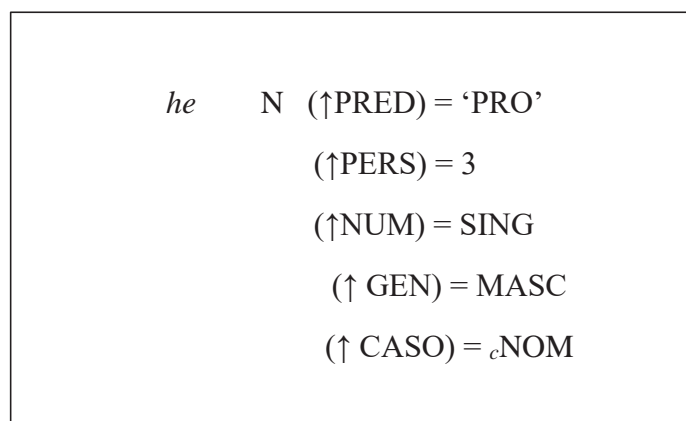 he N (↑PRED) = ‘PRO’
(↑PERS) = 3
(↑NUM) = SING
(↑ GEN) = MASC
(↑ CASO) = cNOM